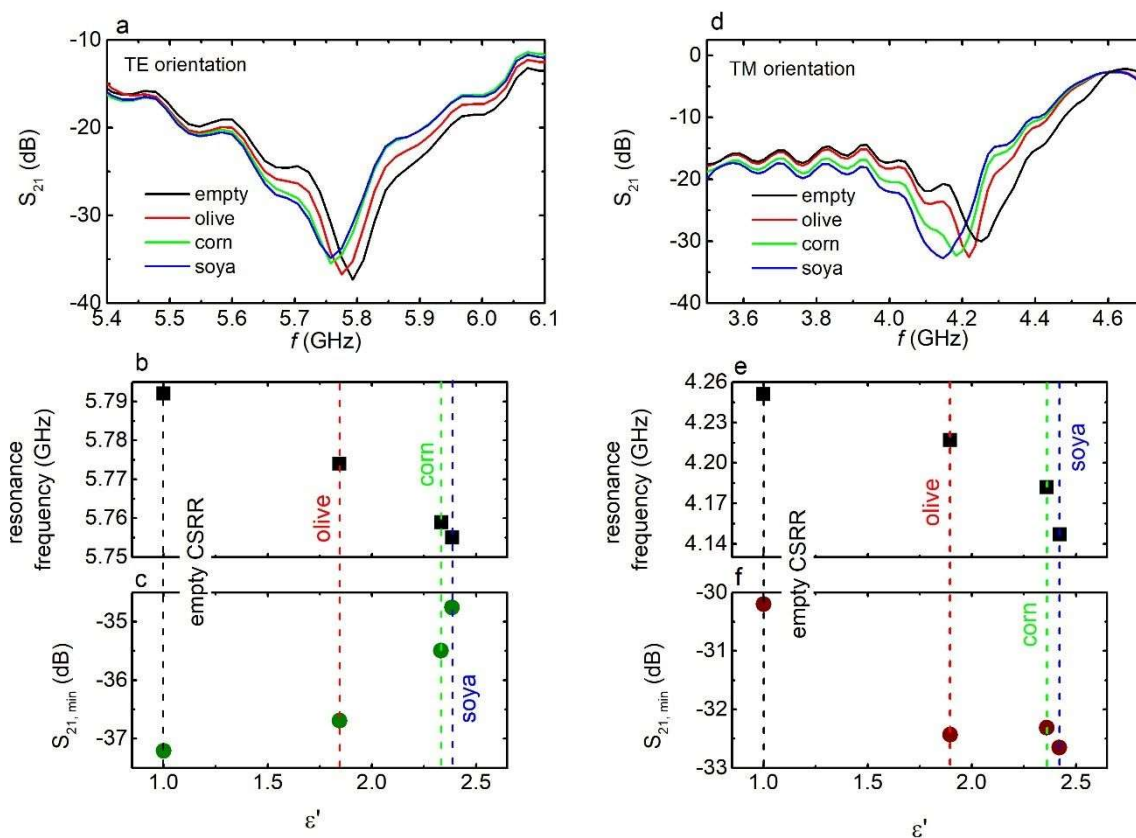 a
TE orientation
-10
-20
-30
-40
S21 (dB)
empty
olive
corn
soya
5.4 5.5 5.6 5.7 5.8 5.9 6.0 6.1
f (GHz)
b
5.79
5.78
5.77
5.76
5.75
resonance
frequency (GHz)
empty CSRR
olive
corn
c
-35
-36
-37
S21, min (dB)
soya
1.0 1.5 2.0 2.5
ε'
d
TM orientation
0
-10
-20
-30
-40
S21 (dB)
empty
olive
corn
soya
3.6 3.8 4.0 4.2 4.4 4.6
f (GHz)
e
4.26
4.23
4.20
4.17
4.14
resonance
frequency (GHz)
empty CSRR
olive
soya
f
-30
-31
-32
-33
S21, min (dB)
corn
1.0 1.5 2.0 2.5
ε'